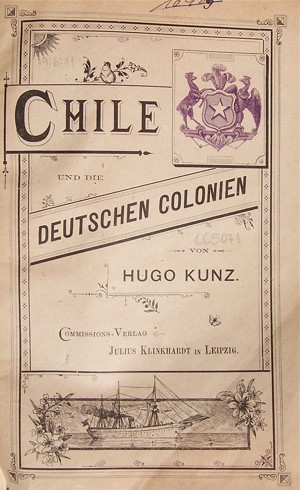 CHILE
UND DIE
DEUTSCHEN COLONIEN
VON
HUGO KUNZ.
COMMISSIONS-VERLAG
JULIUS KLINKHARDT IN LEIPZIG.